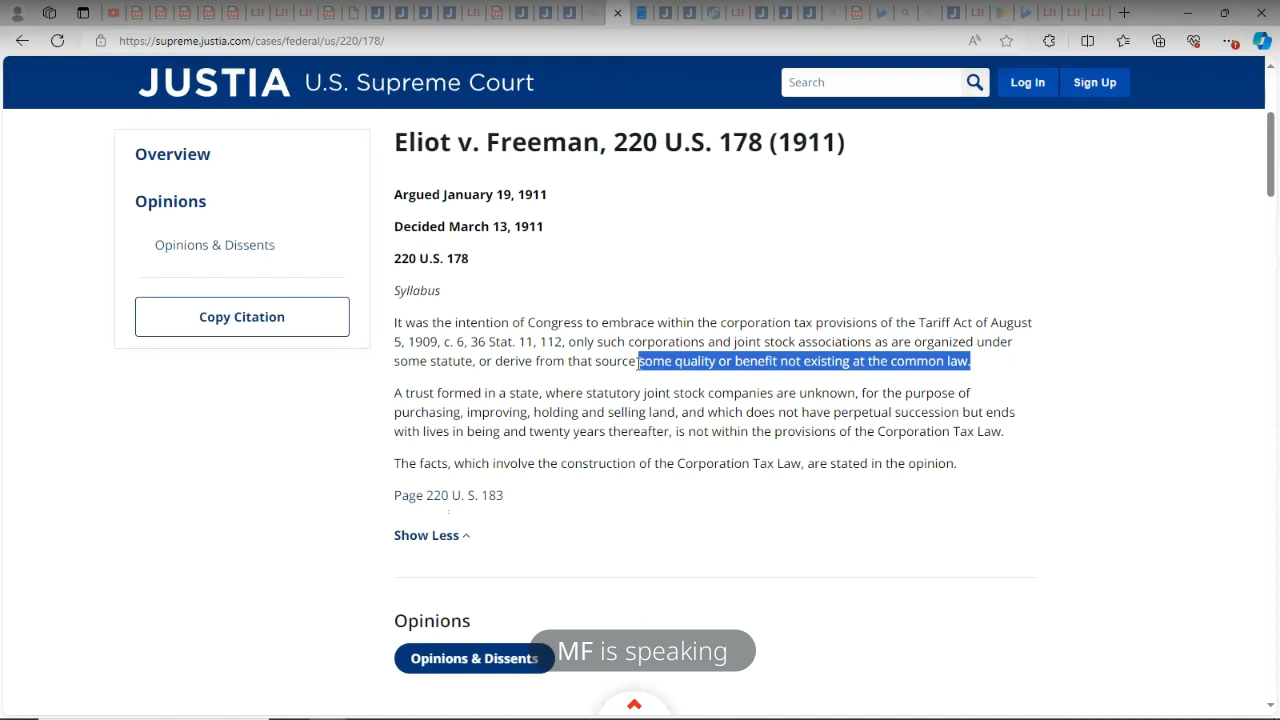 https://supreme.justia.com/cases/federal/us/220/178/
JUSTIA U.S. Supreme Court
Search
Log In
Sign Up
Overview
Opinions
Opinions & Dissents
Copy Citation
Eliot v. Freeman, 220 U.S. 178 (1911)
Argued January 19, 1911
Decided March 13, 1911
220 U.S. 178
Syllabus
It was the intention of Congress to embrace within the corporation tax provisions of the Tariff Act of August
5, 1909, c. 6, 36 Stat. 11, 112, only such corporations and joint stock associations as are organized under
some statute, or derive from that source some quality or benefit not existing at the common law.
A trust formed in a state, where statutory joint stock companies are unknown, for the purpose of
purchasing, improving, holding and selling land, and which does not have perpetual succession but ends
with lives in being and twenty years thereafter, is not within the provisions of the Corporation Tax Law.
The facts, which involve the construction of the Corporation Tax Law, are stated in the opinion.
Page 220 U. S. 183
Show Less
Opinions
Opinions & Dissents
MF is speaking